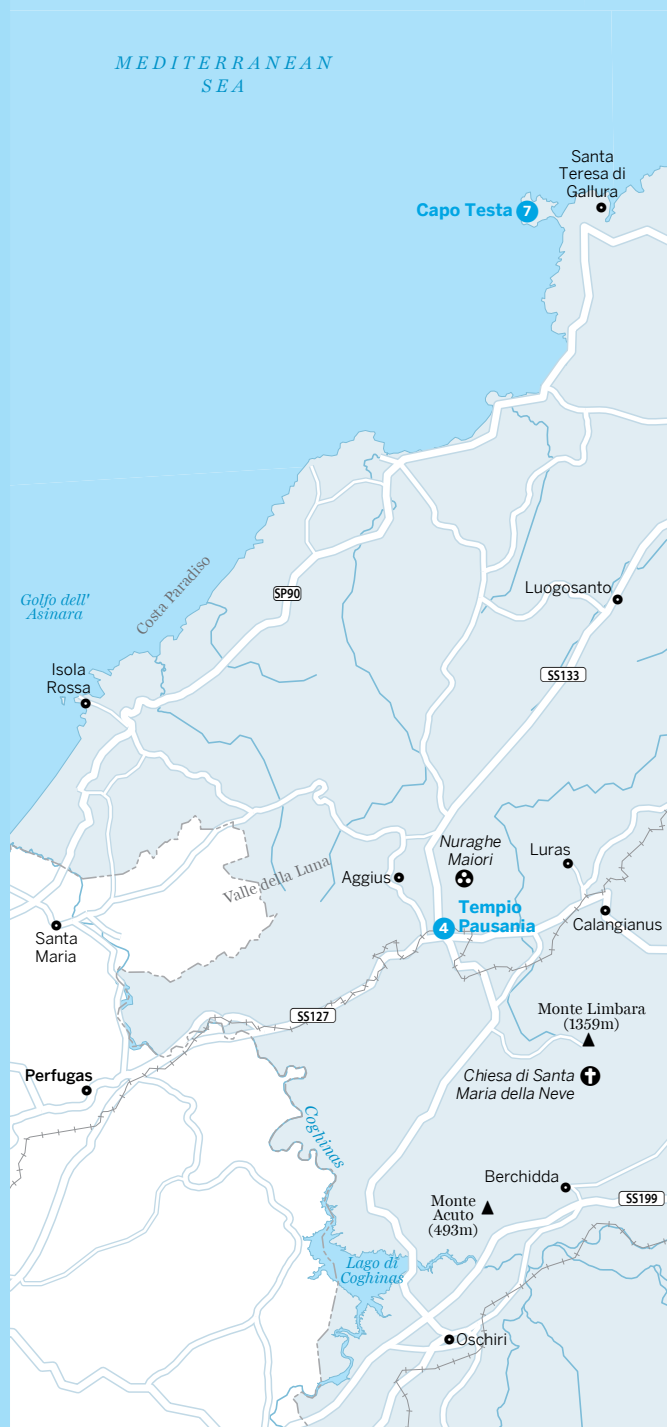 MEDITERRANEAN
SEA
Santa
Teresa di
Gallura
Capo Testa 7
Costa Paradiso
Golfo dell'
Asinara
SP90
Luogosanto
Isola
Rossa
SS133
Nuraghe
Maiori
Luras
Valle della Luna
Aggius
Tempio
4 Pausania
Calangianus
Santa
Maria
SS127
Monte Limbara
(1359m)
Perfugas
Chiesa di Santa
Maria della Neve
Coghinas
Berchidda
Monte
Acuto
(493m)
SS199
Lago di
Coghinas
Oschiri